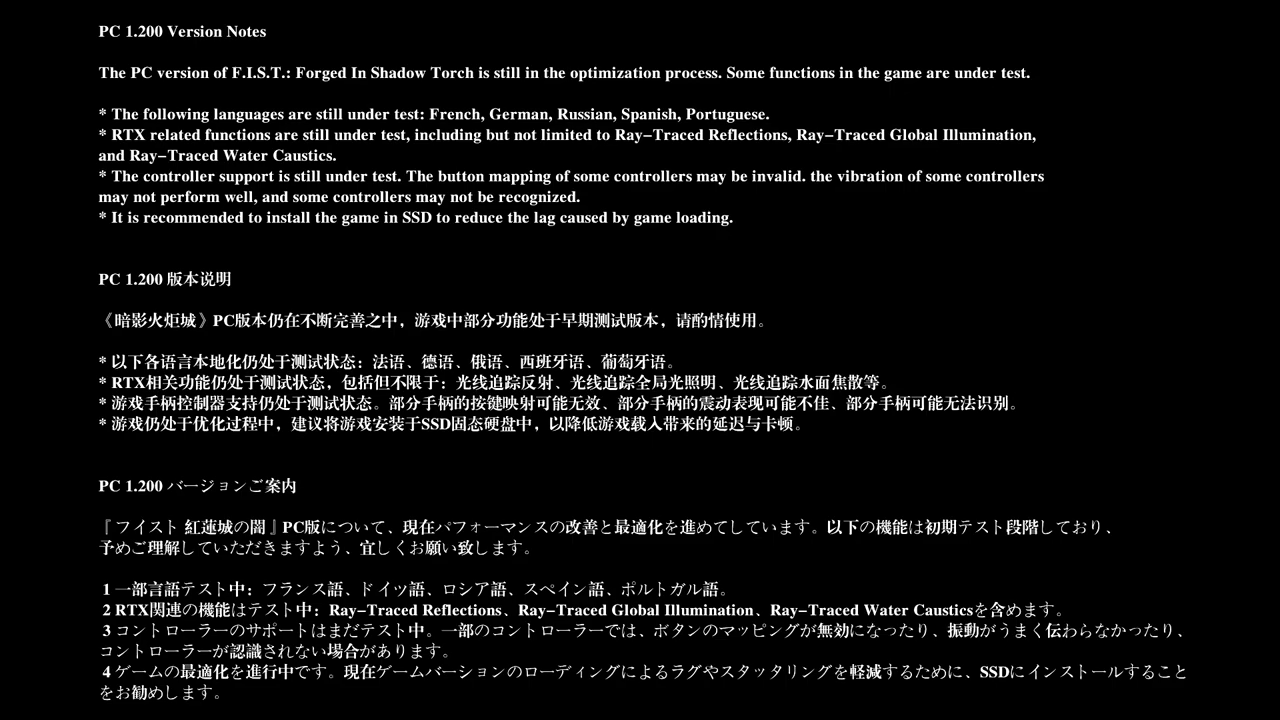 PC 1.200 Version Notes
The PC version of F.I.S.T.: Forged In Shadow Torch is still in the optimization process. Some functions in the game are under test.
* The following languages are still under test: French, German, Russian, Spanish, Portuguese.
* RTX related functions are still under test, including but not limited to Ray-Traced Reflections, Ray-Traced Global Illumination,
and Ray-Traced Water Caustics.
* The controller support is still under test. The button mapping of some controllers may be invalid. the vibration of some controllers
may not perform well, and some controllers may not be recognized.
* It is recommended to install the game in SSD to reduce the lag caused by game loading.
PC 1.200 版本说明
《暗影火炬城》PC版本仍在不断完善之中，游戏中部分功能处于早期测试版本，请酌情使用。
* 以下各语言本地化仍处于测试状态：法语、德语、俄语、西班牙语、葡萄牙语。
* RTX相关功能仍处于测试状态，包括但不限于：光线追踪反射、光线追踪全局光照明、光线追踪水面焦散等。
* 游戏手柄控制器支持仍处于测试状态。部分手柄的按键映射可能无效、部分手柄的震动表现可能不佳、部分手柄可能无法识别。
* 游戏仍处于优化过程中，建议将游戏安装于SSD固态硬盘中，以降低游戏载入带来的延迟与卡顿。
PC 1.200 バージョンご案内
『フイスト 紅蓮城の闇』PC版について、現在パフォーマンスの改善と最適化を進めてしています。以下の機能は初期テスト段階しており、
予めご理解していただきますよう、宜しくお願い致します。
1 一部言語テスト中：フランス語、ドイツ語、ロシア語、スペイン語、ポルトガル語。
2 RTX関連の機能はテスト中：Ray-Traced Reflections、Ray-Traced Global Illumination、Ray-Traced Water Causticsを含めます。
3 コントローラーのサポートはまだテスト中。一部のコントローラーでは、ボタンのマッピングが無効になったり、振動がうまく伝わらなかったり、
コントローラーが認識されない場合があります。
4 ゲームの最適化を進行中です。現在ゲームバーションのローディングによるラグやスタッタリングを軽減するために、SSDにインストールすること
をお勧めします。